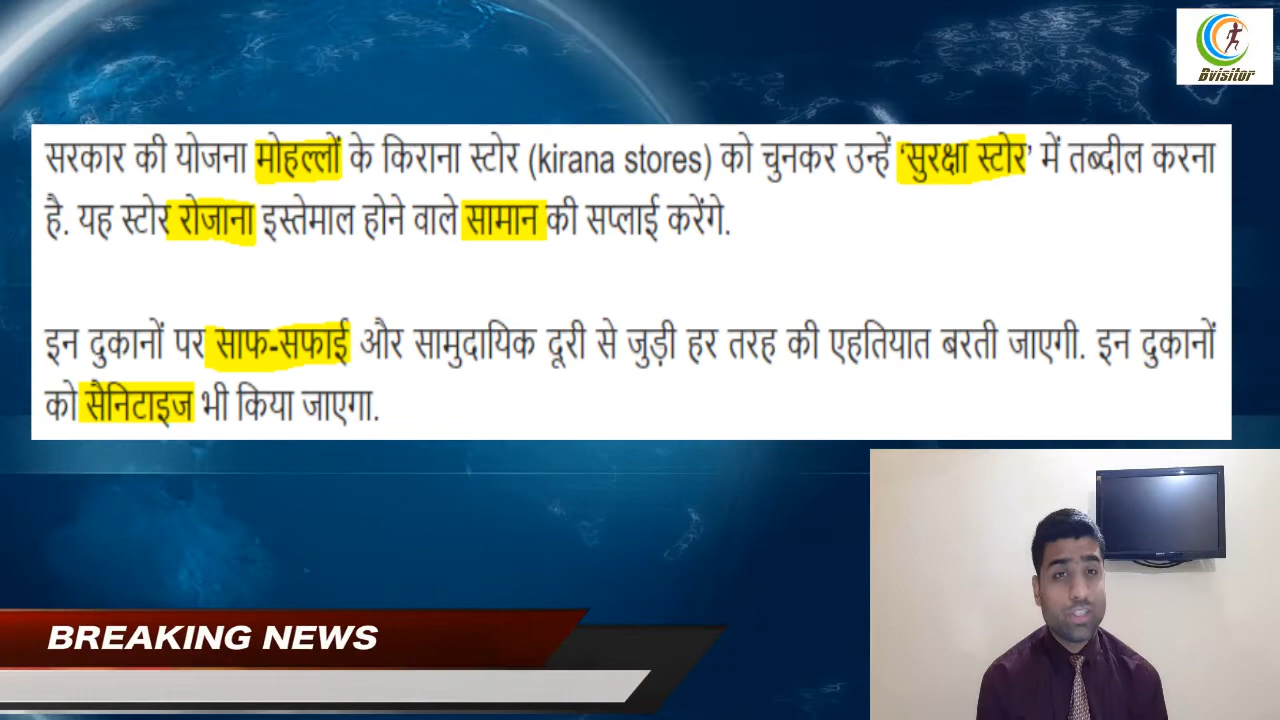 Bvisitor
सरकार की योजना मोहल्लों के किराना स्टोर (kirana stores) को चुनकर उन्हें ‘सुरक्षा स्टोर’ में तब्दील करना
है. यह स्टोर रोजाना इस्तेमाल होने वाले सामान की सप्लाई करेंगे.
इन दुकानों पर साफ-सफाई और सामुदायिक दूरी से जुड़ी हर तरह की एहतियात बरती जाएगी. इन दुकानों
को सैनिटाइज भी किया जाएगा.
BREAKING NEWS